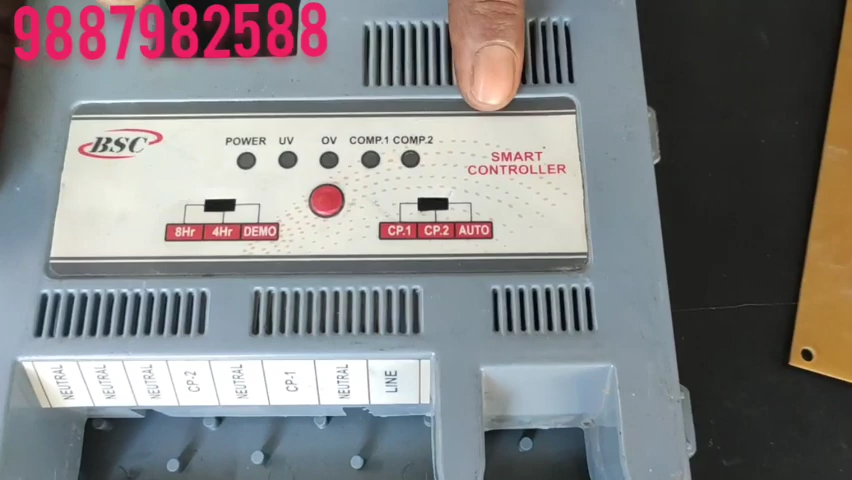 9887982588
BSC
POWER UV OV COMP.1 COMP.2
SMART
CONTROLLER
8Hr 4Hr DEMO
CP.1 CP.2 AUTO
NEUTRAL NEUTRAL NEUTRAL CP-2 NEUTRAL CP-1 NEUTRAL LINE